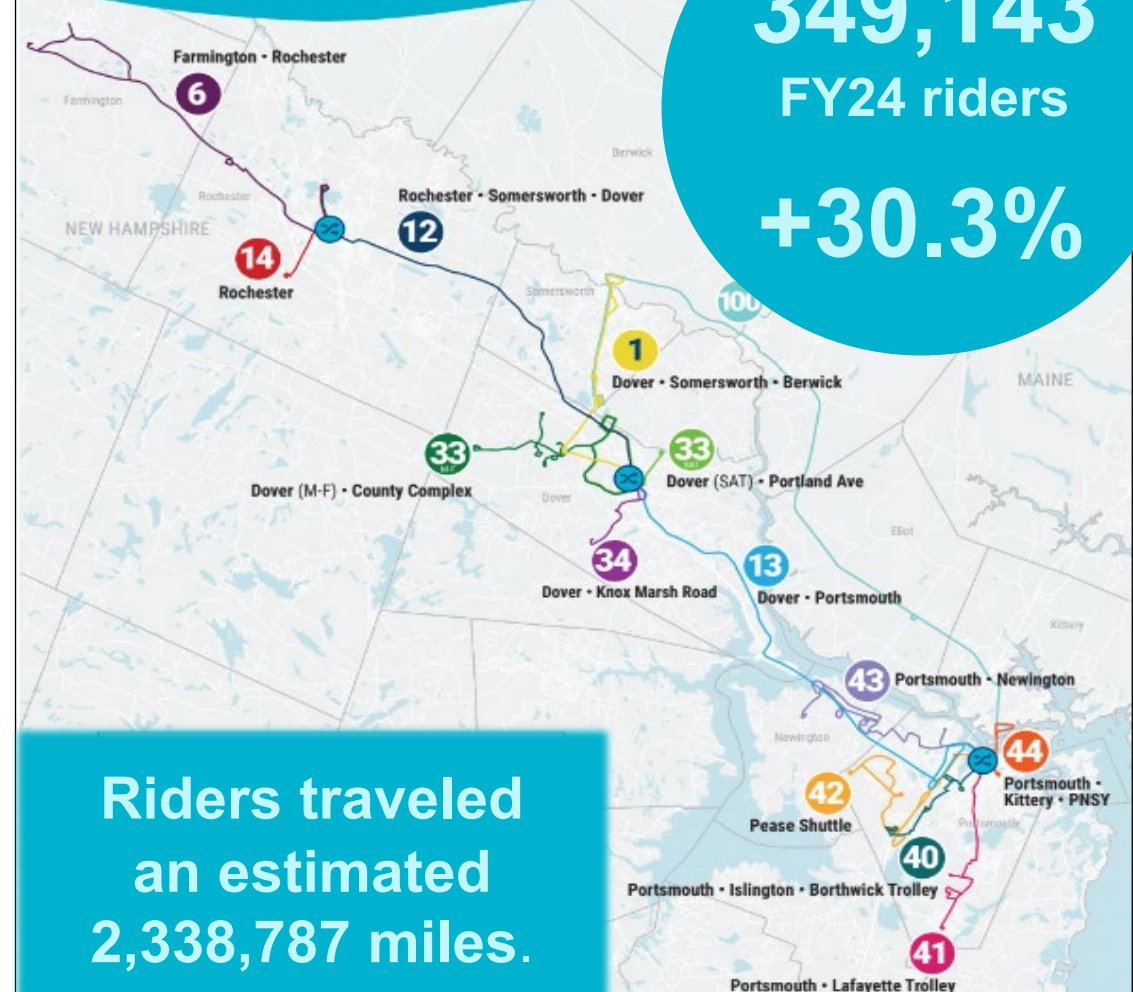 349,143
FY24 riders
+30.3%
Farmington • Rochester
6
Farmington
Berwick
Rochester
Rochester • Somersworth • Dover
12
NEW HAMPSHIRE
14
Rochester
Somersworth
100
1
Dover • Somersworth • Berwick
MAINE
33
M-F
Dover (M-F) • County Complex
33
SAT
Dover (SAT) • Portland Ave
Dover
Eliot
34
Dover • Knox Marsh Road
13
Dover • Portsmouth
Kittery
43
Portsmouth • Newington
Newington
44
Portsmouth •
Kittery • PNSY
42
Pease Shuttle
Portsmouth
40
Portsmouth • Islington • Borthwick Trolley
41
Portsmouth • Lafayette Trolley
Riders traveled
an estimated
2,338,787 miles.